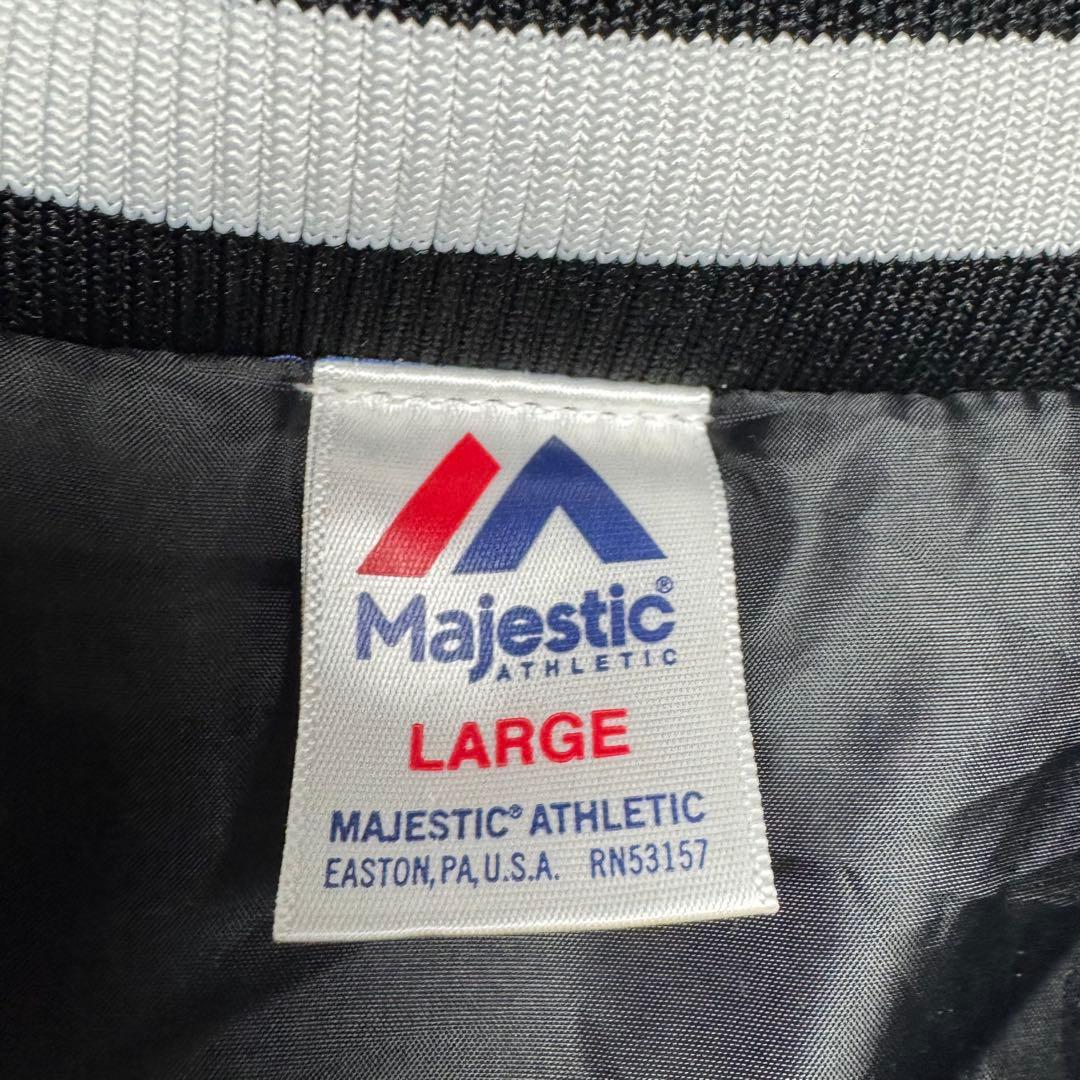 Majestic®
ATHLETIC
LARGE
MAJESTIC® ATHLETIC
EASTON, PA, U.S.A. RN53157